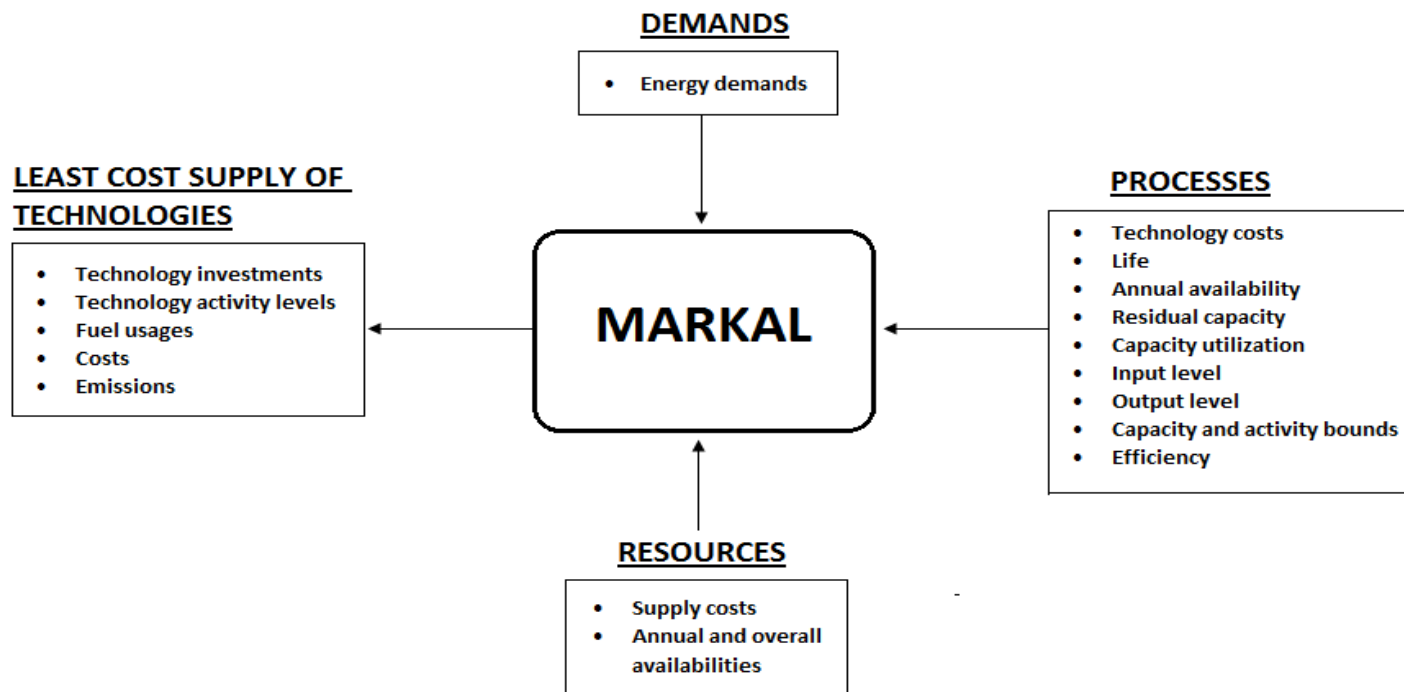 DEMANDS
• Energy demands
LEAST COST SUPPLY OF
TECHNOLOGIES
• Technology investments
• Technology activity levels
• Fuel usages
• Costs
• Emissions
MARKAL
PROCESSES
• Technology costs
• Life
• Annual availability
• Residual capacity
• Capacity utilization
• Input level
• Output level
• Capacity and activity bounds
• Efficiency
RESOURCES
• Supply costs
• Annual and overall
availabilities
-